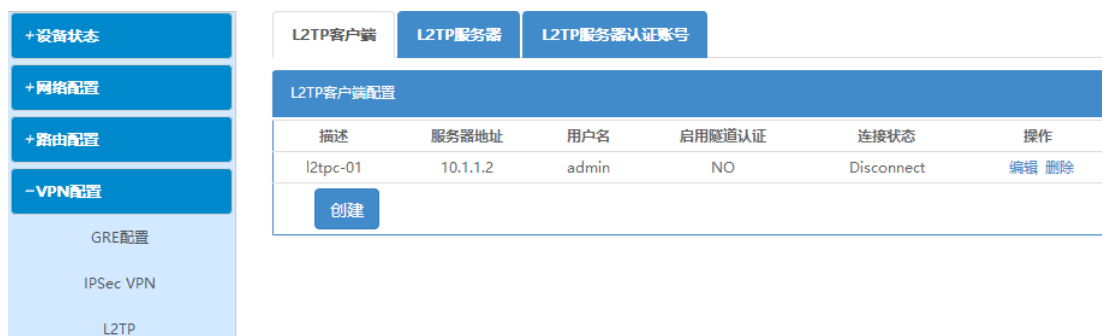 +设备状态
+网络配置
+路由配置
-VPN配置
GRE配置
IPSec VPN
L2TP
L2TP客户端 L2TP服务器 L2TP服务器认证账号
L2TP客户端配置
描述 服务器地址 用户名 启用隧道认证 连接状态 操作
l2tpc-01 10.1.1.2 admin NO Disconnect 编辑 删除
创建